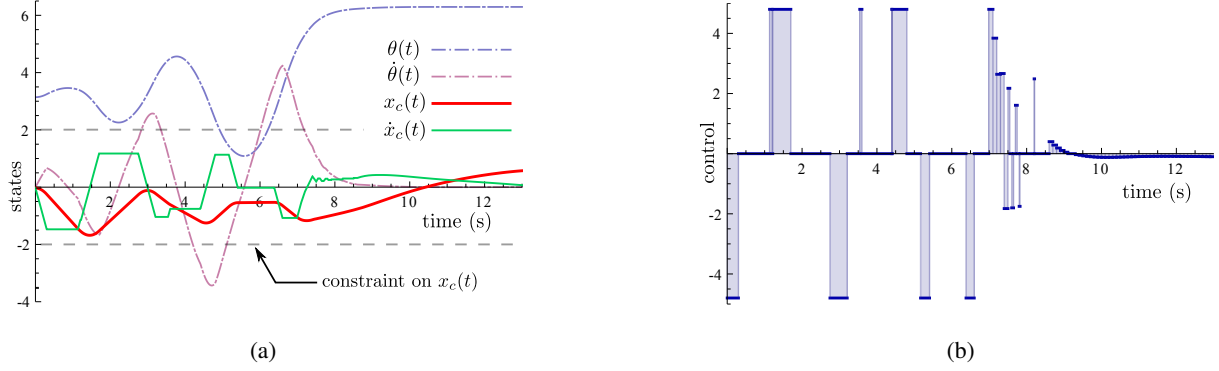 6
4
2
-2
-4
states
2
4
6
8
10
12
time (s)
θ(t)
θ̇(t)
x_c(t)
ẋ_c(t)
constraint on x_c(t)
(a)
4
2
-2
-4
control
2
4
6
8
10
12
time (s)
(b)